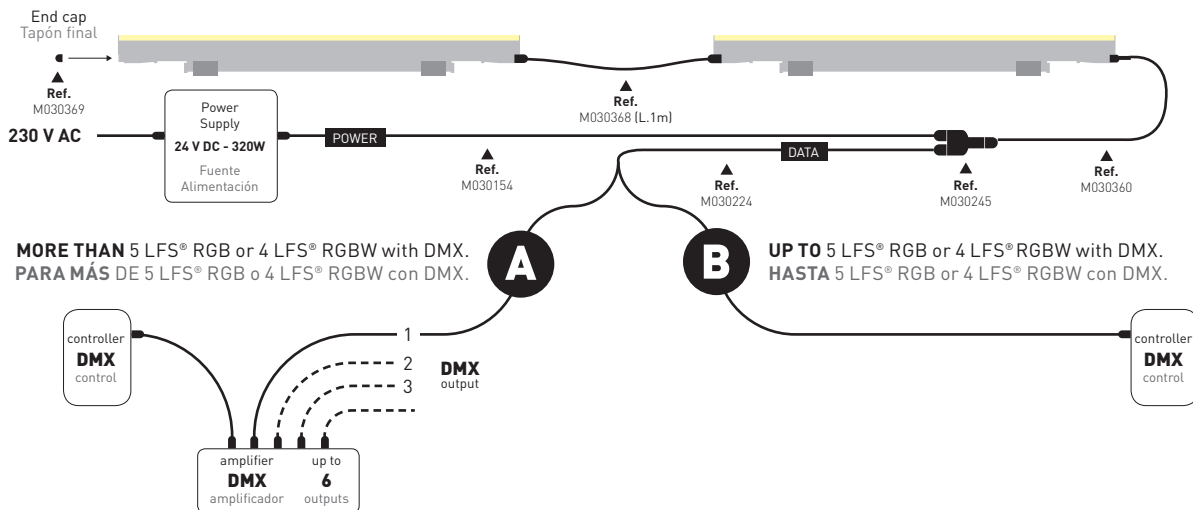 End cap
Tapón final
Ref.
M030369
Ref.
M030368 (L.1m)
230 V AC
Power
Supply
24 V DC - 320W
Fuente
Alimentación
POWER
DATA
Ref.
M030154
Ref.
M030224
Ref.
M030245
Ref.
M030360
MORE THAN 5 LFS® RGB or 4 LFS® RGBW with DMX.
PARA MÁS DE 5 LFS® RGB o 4 LFS® RGBW con DMX.
A
B
UP TO 5 LFS® RGB or 4 LFS® RGBW with DMX.
HASTA 5 LFS® RGB or 4 LFS® RGBW con DMX.
controller
DMX
control
1
2
3
DMX
output
controller
DMX
control
amplifier
DMX
amplificador
up to
6
outputs